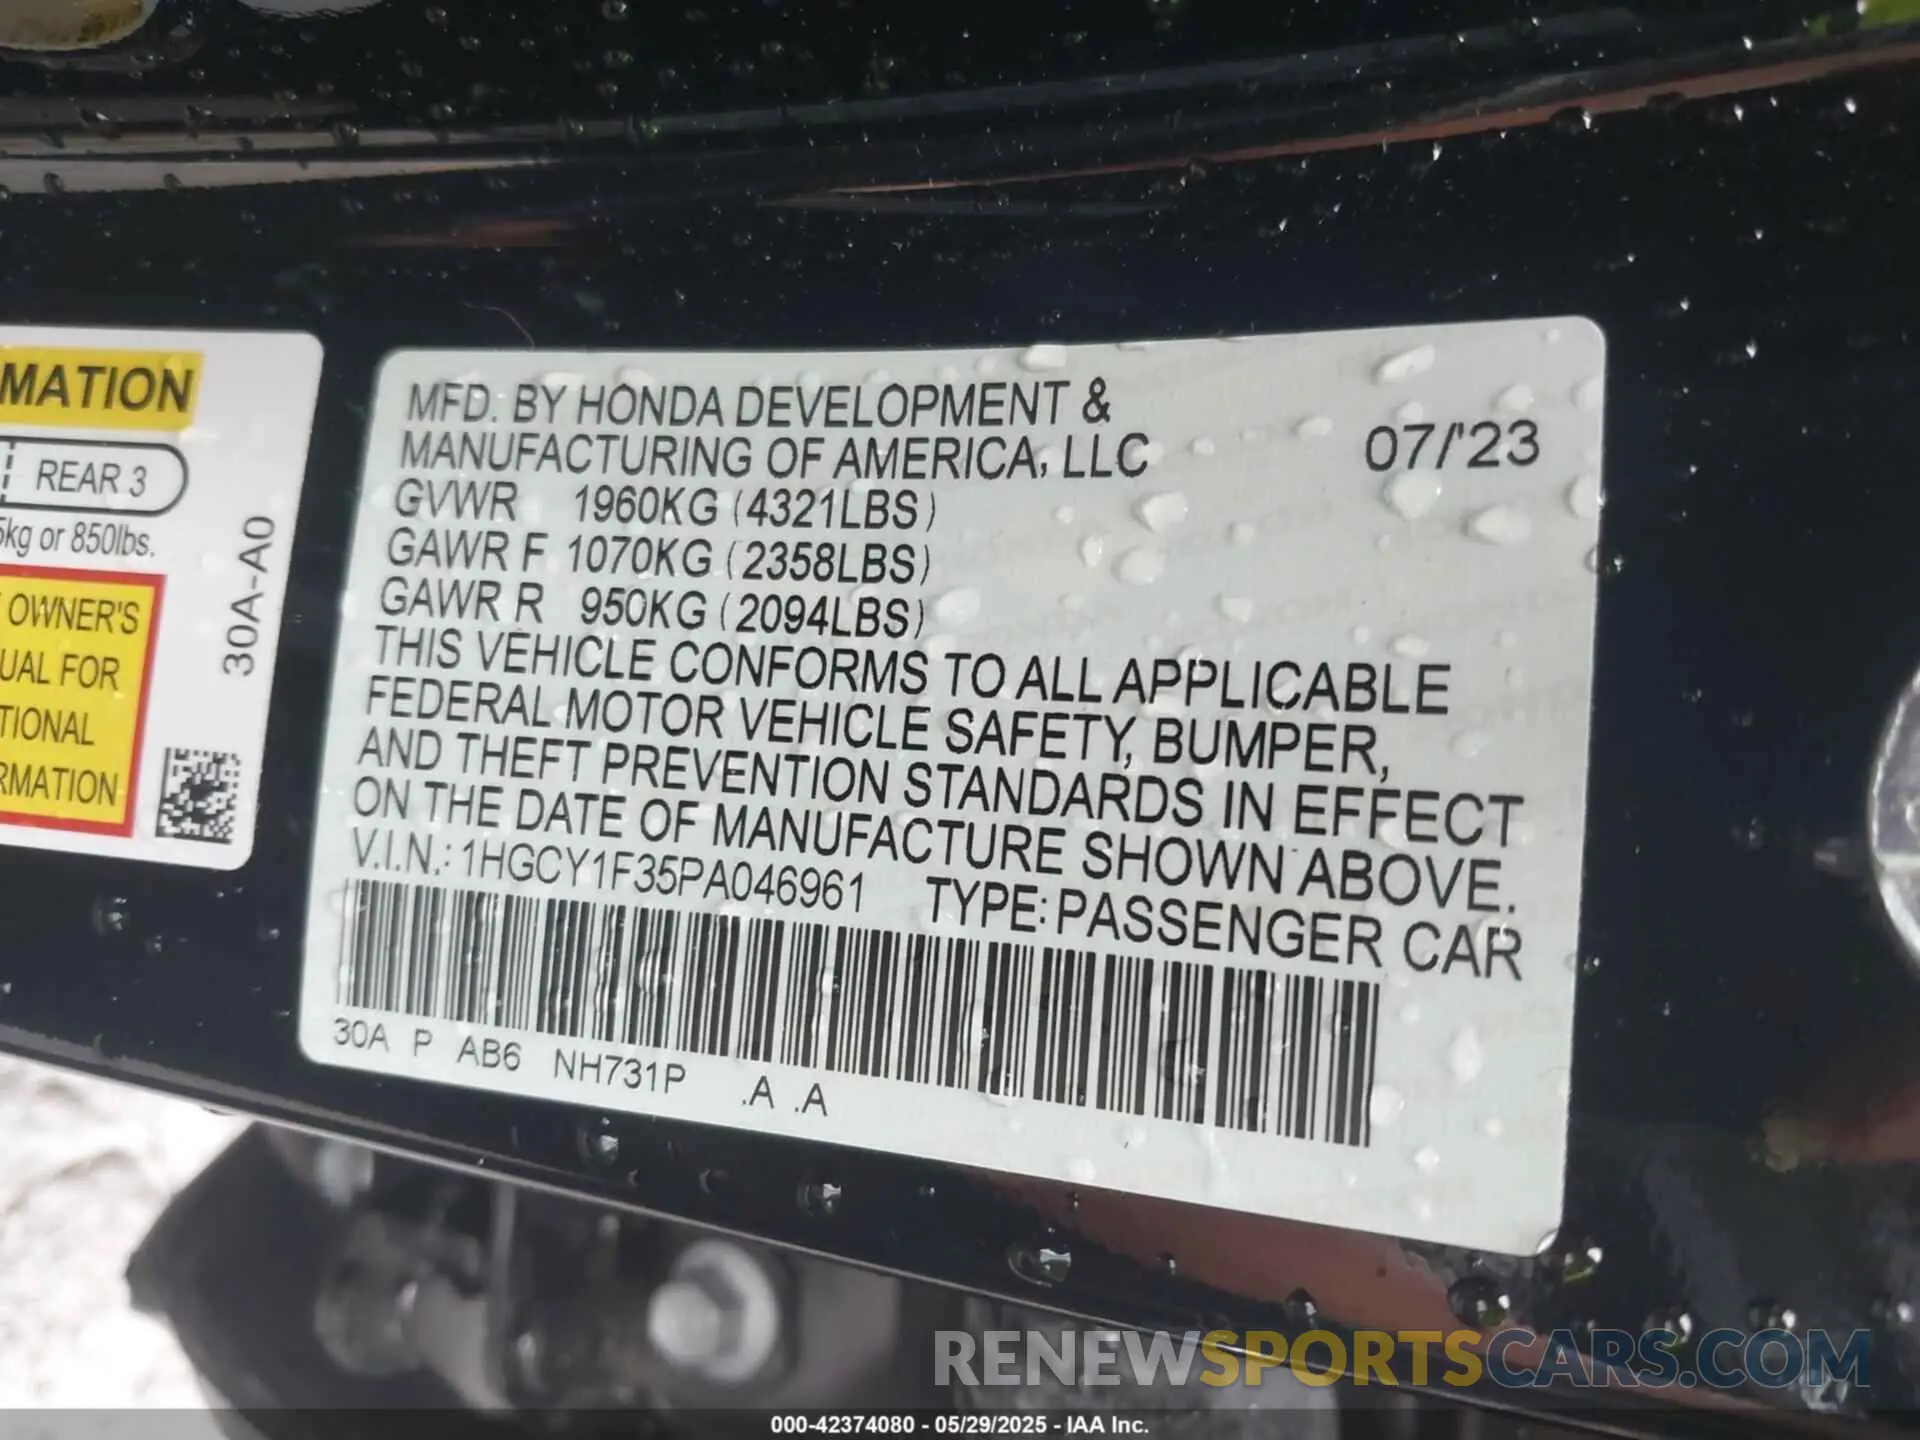 MATION
REAR 3
kg or 850lbs.
OWNER'S
UAL FOR
TIONAL
RMATION
30A-A0
MFD. BY HONDA DEVELOPMENT &
MANUFACTURING OF AMERICA, LLC
07/'23
GVWR 1960KG (4321LBS)
GAWR F 1070KG (2358LBS)
GAWR R 950KG (2094LBS)
THIS VEHICLE CONFORMS TO ALL APPLICABLE
FEDERAL MOTOR VEHICLE SAFETY, BUMPER,
AND THEFT PREVENTION STANDARDS IN EFFECT
ON THE DATE OF MANUFACTURE SHOWN ABOVE.
V.I.N.: 1HGCY1F35PA046961 TYPE: PASSENGER CAR
30A P AB6 NH731P .A .A
RENEWSPORTSCARS.COM
000-42374080 - 05/29/2025 - IAA Inc.